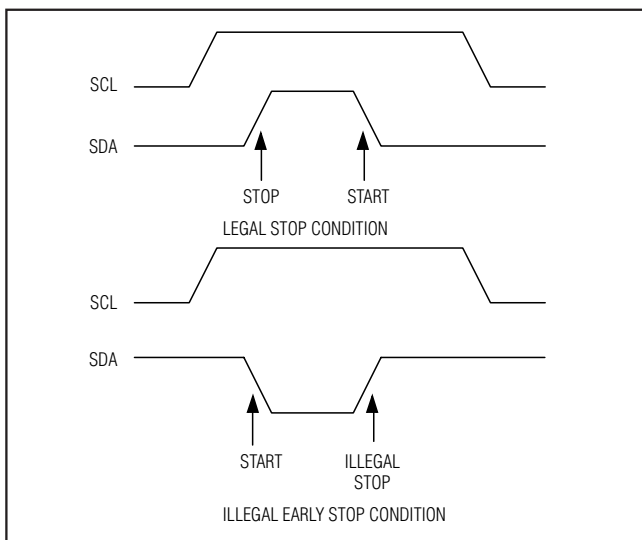 SCL
SDA
STOP START
LEGAL STOP CONDITION
SCL
SDA
START ILLEGAL
STOP
ILLEGAL EARLY STOP CONDITION